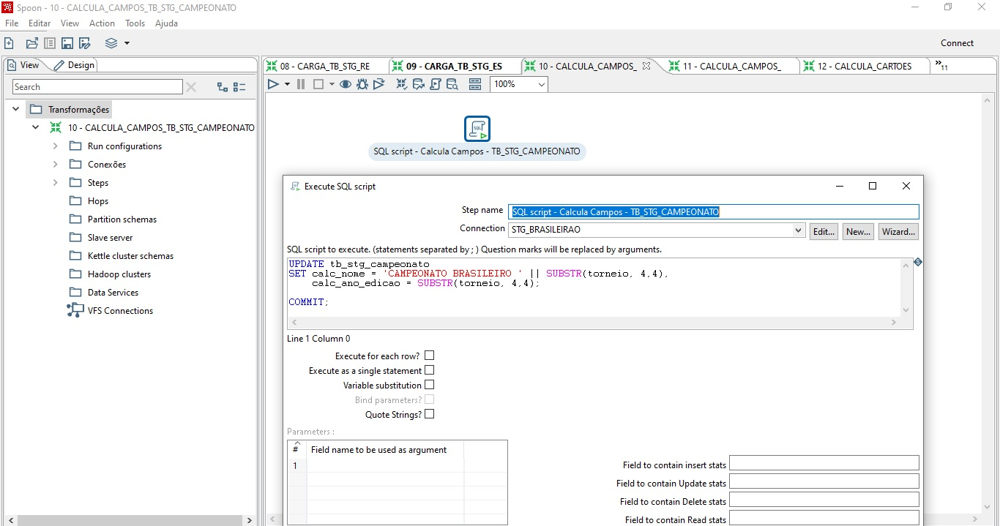 Spoon - 10 - CALCULA_CAMPOS_TB_STG_CAMPEONATO
File Editar View Action Tools Ajuda
Connect
View Design
08 - CARGA_TB_STG_RE 09 - CARGA_TB_STG_ES 10 - CALCULA_CAMPOS_ 11 - CALCULA_CAMPOS_ 12 - CALCULA_CARTOES »11
Search
100%
Transformações
10 - CALCULA_CAMPOS_TB_STG_CAMPEONATO
Run configurations
Conexões
Steps
Hops
Partition schemas
Slave server
Kettle cluster schemas
Hadoop clusters
Data Services
VFS Connections
SQL
SQL script - Calcula Campos - TB_STG_CAMPEONATO
Execute SQL script
Step name SQL script - Calcula Campos - TB_STG_CAMPEONATO
Connection STG_BRASILEIRAO Edit... New... Wizard...
SQL script to execute. (statements separated by ; ) Question marks will be replaced by arguments.
UPDATE tb_stg_campeonato
SET calc_nome = 'CAMPEONATO BRASILEIRO ' || SUBSTR(torneio, 4,4),
calc_ano_edicao = SUBSTR(torneio, 4,4);
COMMIT;
Line 1 Column 0
Execute for each row?
Execute as a single statement
Variable substitution
Bind parameters?
Quote Strings?
Parameters :
# Field name to be used as argument
1
Field to contain insert stats
Field to contain Update stats
Field to contain Delete stats
Field to contain Read stats